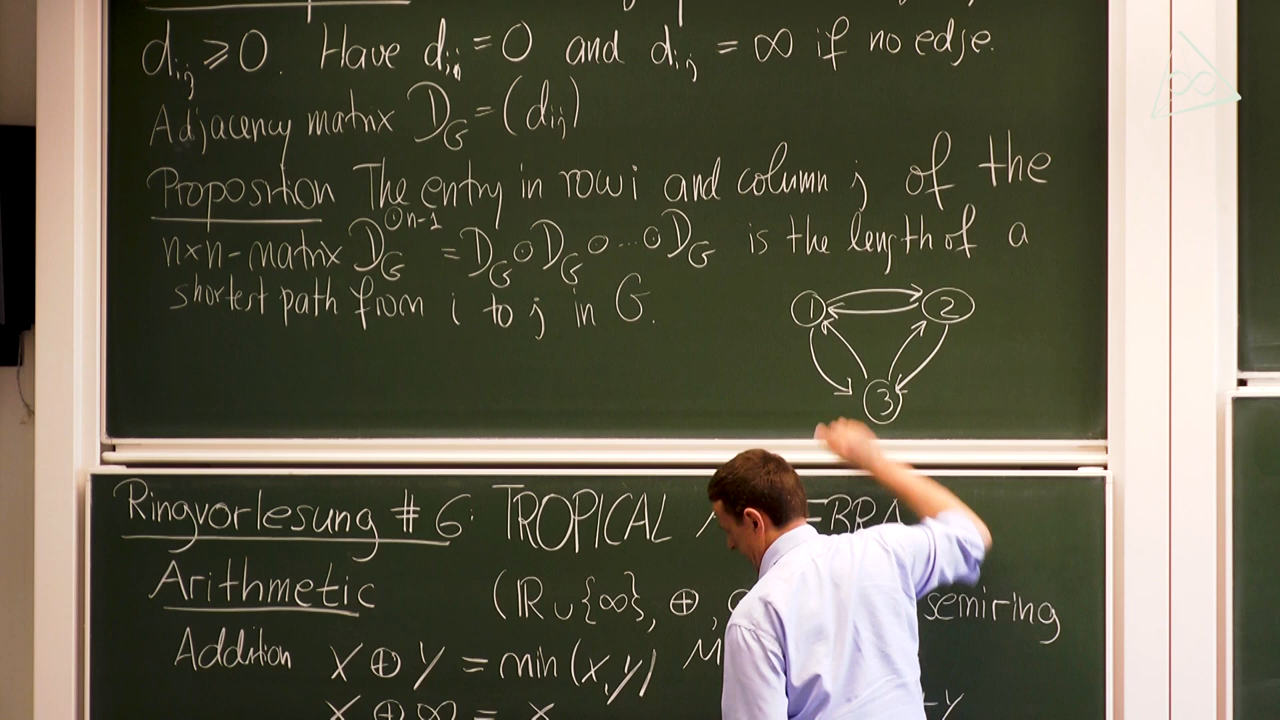 d_ij ≥ 0. Have d_ii = 0 and d_ij = ∞ if no edge.
Adjacency matrix D_G = (d_ij)
Proposition The entry in row i and column j of the
n×n-matrix D_G^⊙n-1 = D_G ⊙ D_G ⊙ ... ⊙ D_G is the length of a
shortest path from i to j in G.
1 2
3
Ringvorlesung #6: TROPICAL
Arithmetic (ℝ ∪ {∞}, ⊕, semiring
Addition x ⊕ y = min(x,y)
x ⊕ ∞ = x